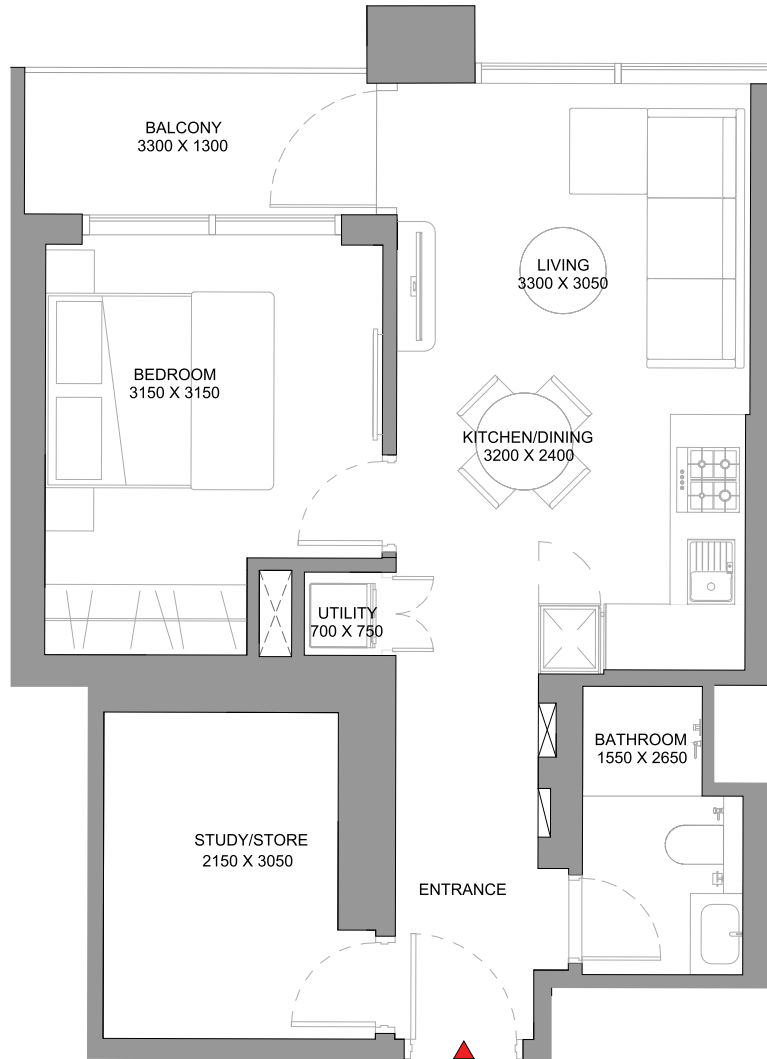 BALCONY
3300 X 1300
LIVING
3300 X 3050
BEDROOM
3150 X 3150
KITCHEN/DINING
3200 X 2400
UTILITY
700 X 750
BATHROOM
1550 X 2650
STUDY/STORE
2150 X 3050
ENTRANCE